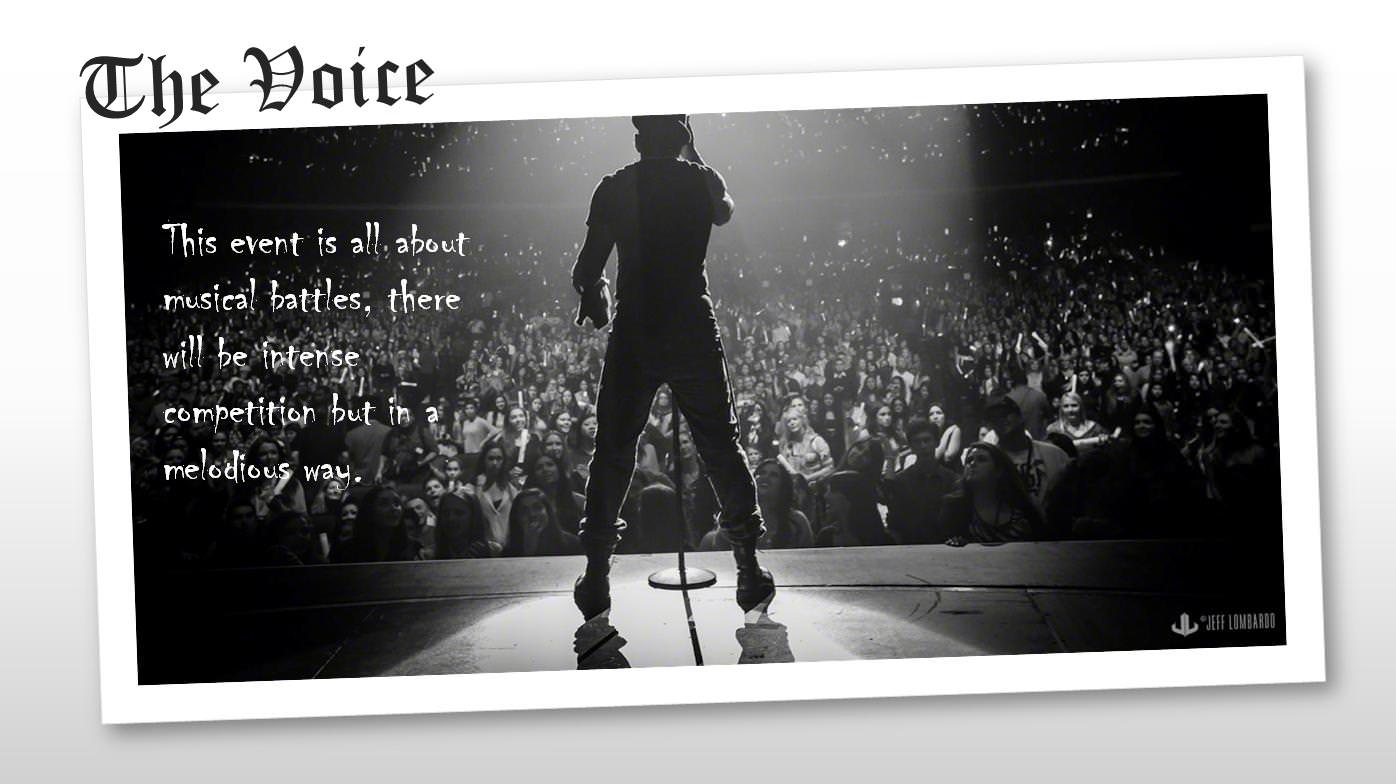 The Voice
This event is all about
musical battles, there
will be intense
competition but in a
melodious way.
©JEFF LOMBARDO